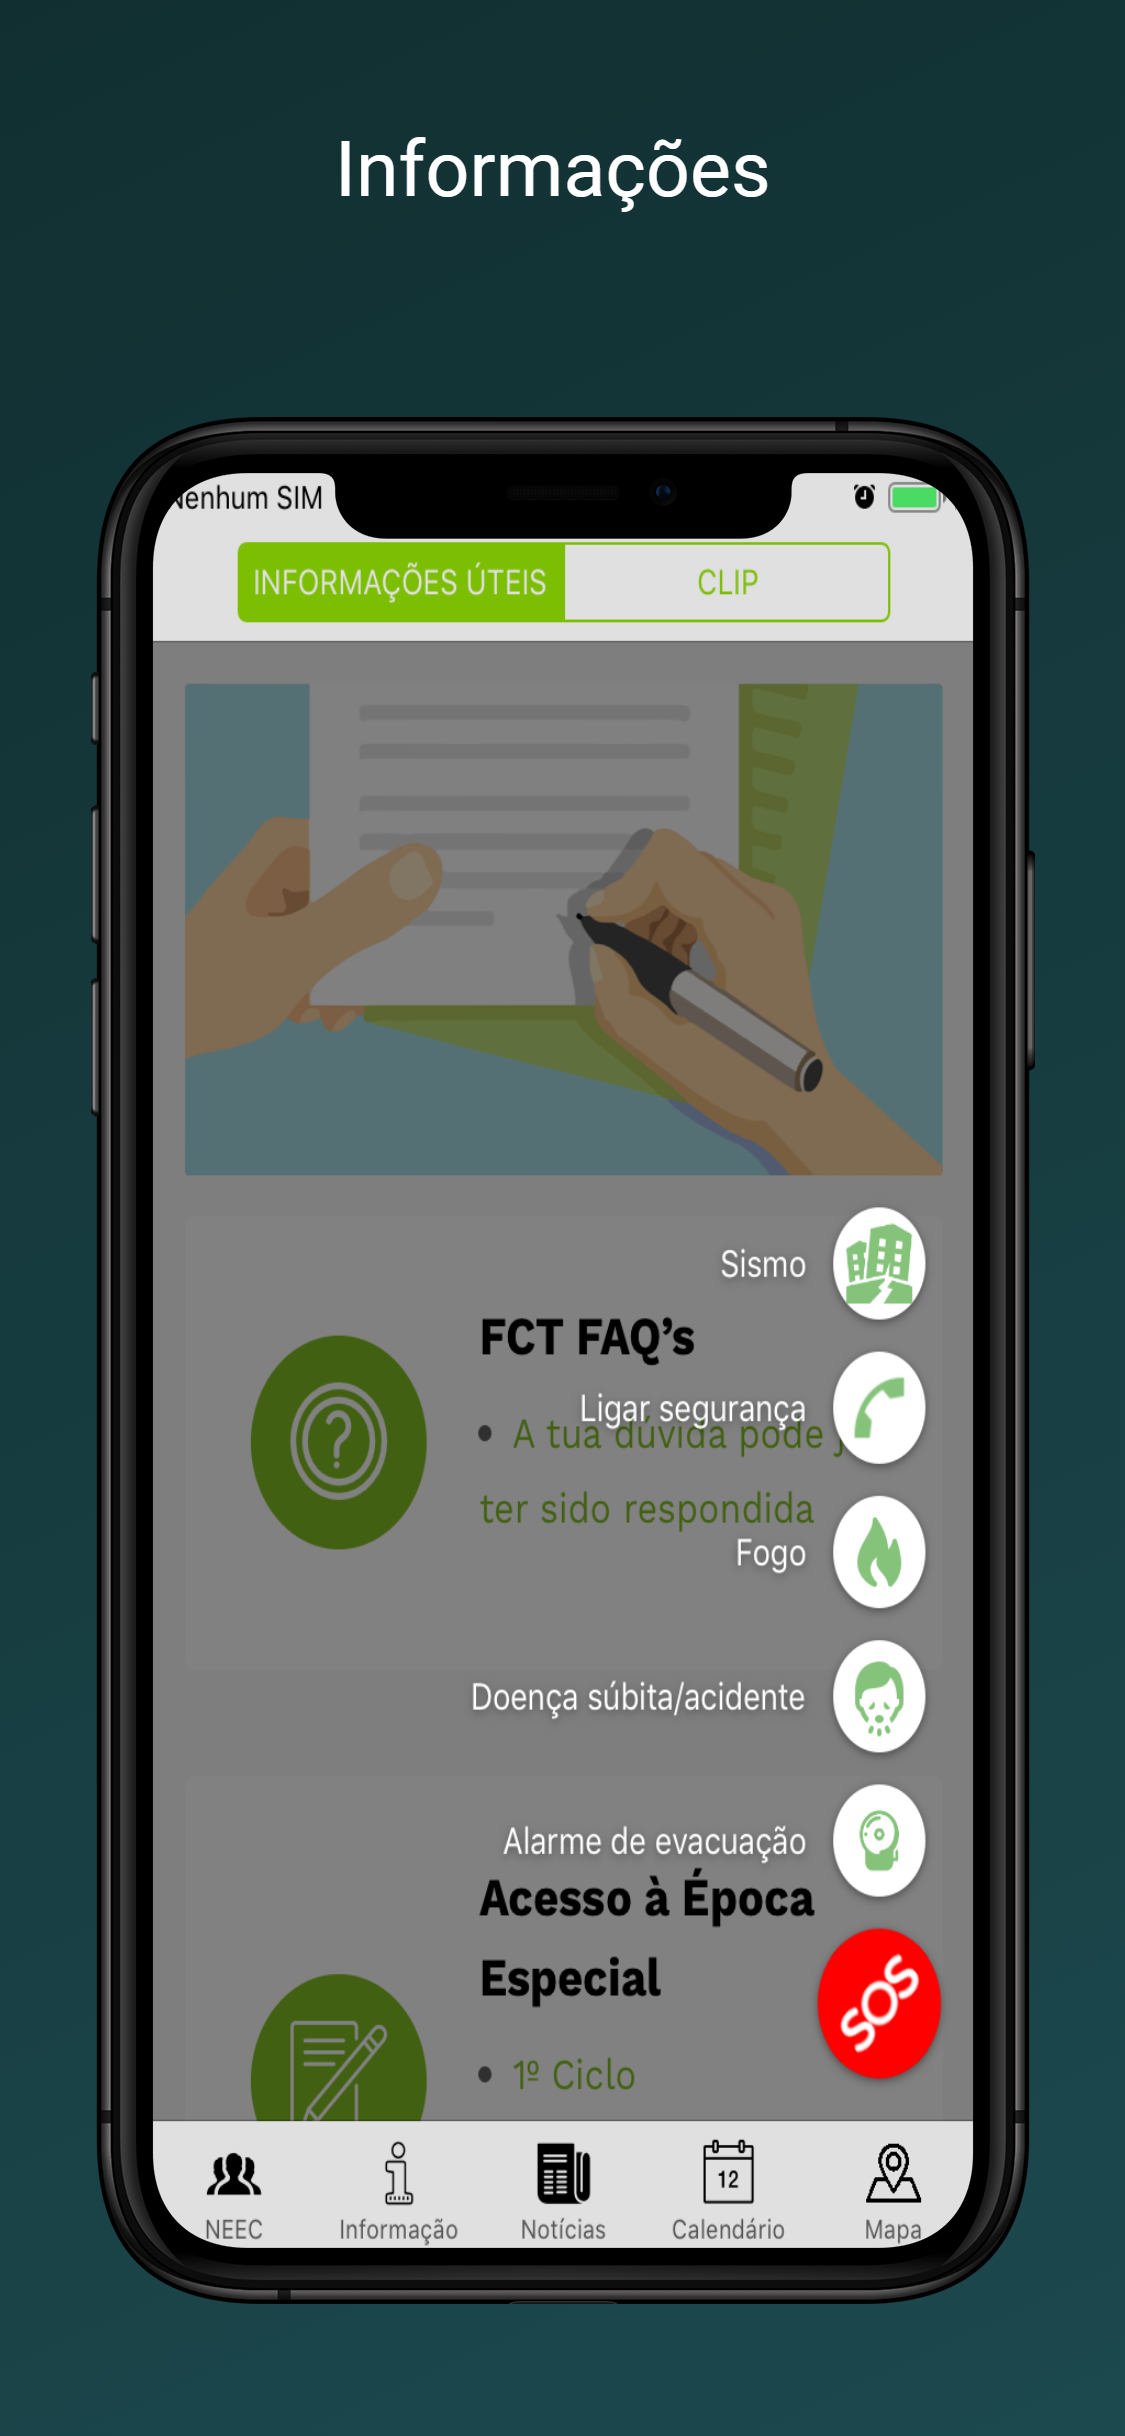 Informações
Nenhum SIM
INFORMAÇÕES ÚTEIS
CLIP
Sismo
FCT FAQ’s
Ligar segurança
• A tua dúvida pode
ter sido respondida
Fogo
Doença súbita/acidente
Alarme de evacuação
Acesso à Época
Especial
SOS
• 1º Ciclo
12
NEEC
Informação
Notícias
Calendário
Mapa